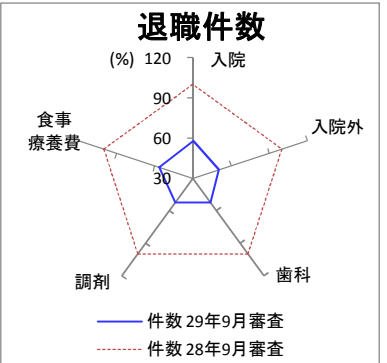 退職件数
(%) 120 入院
90
60
30
入院外
食事
療養費
調剤
歯科
件数 29年9月審査
件数 28年9月審査